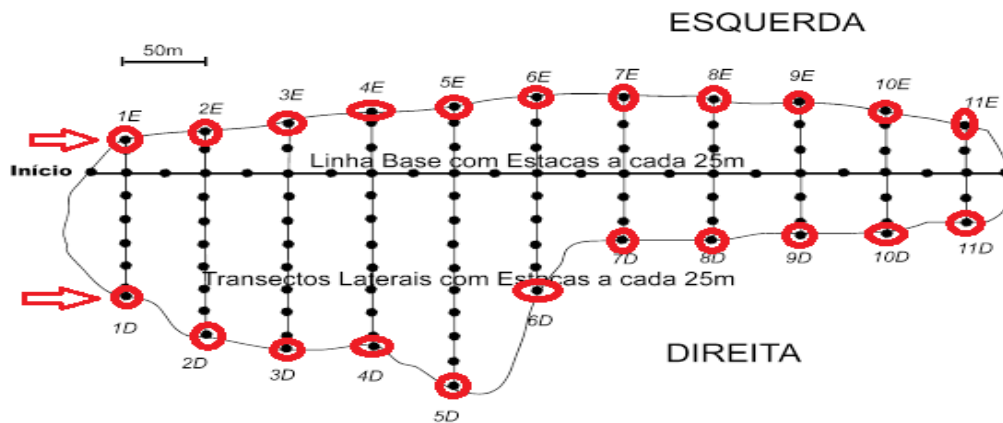 ESQUERDA
50m
1E 2E 3E 4E 5E 6E 7E 8E 9E 10E 11E
Linha Base com Estacas a cada 25m
Início
Transectos Laterais com Estacas a cada 25m
1D 2D 3D 4D 5D 6D 7D 8D 9D 10D 11D
DIREITA